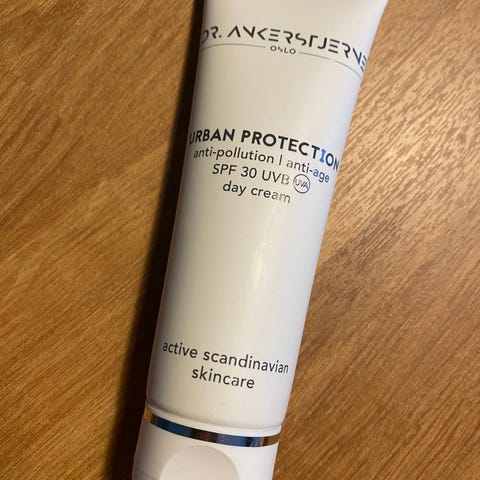 DR. ANKERSTJERNE
OSLO
URBAN PROTECTION
anti-pollution | anti-age
SPF 30 UVB UVA
day cream
active scandinavian
skincare